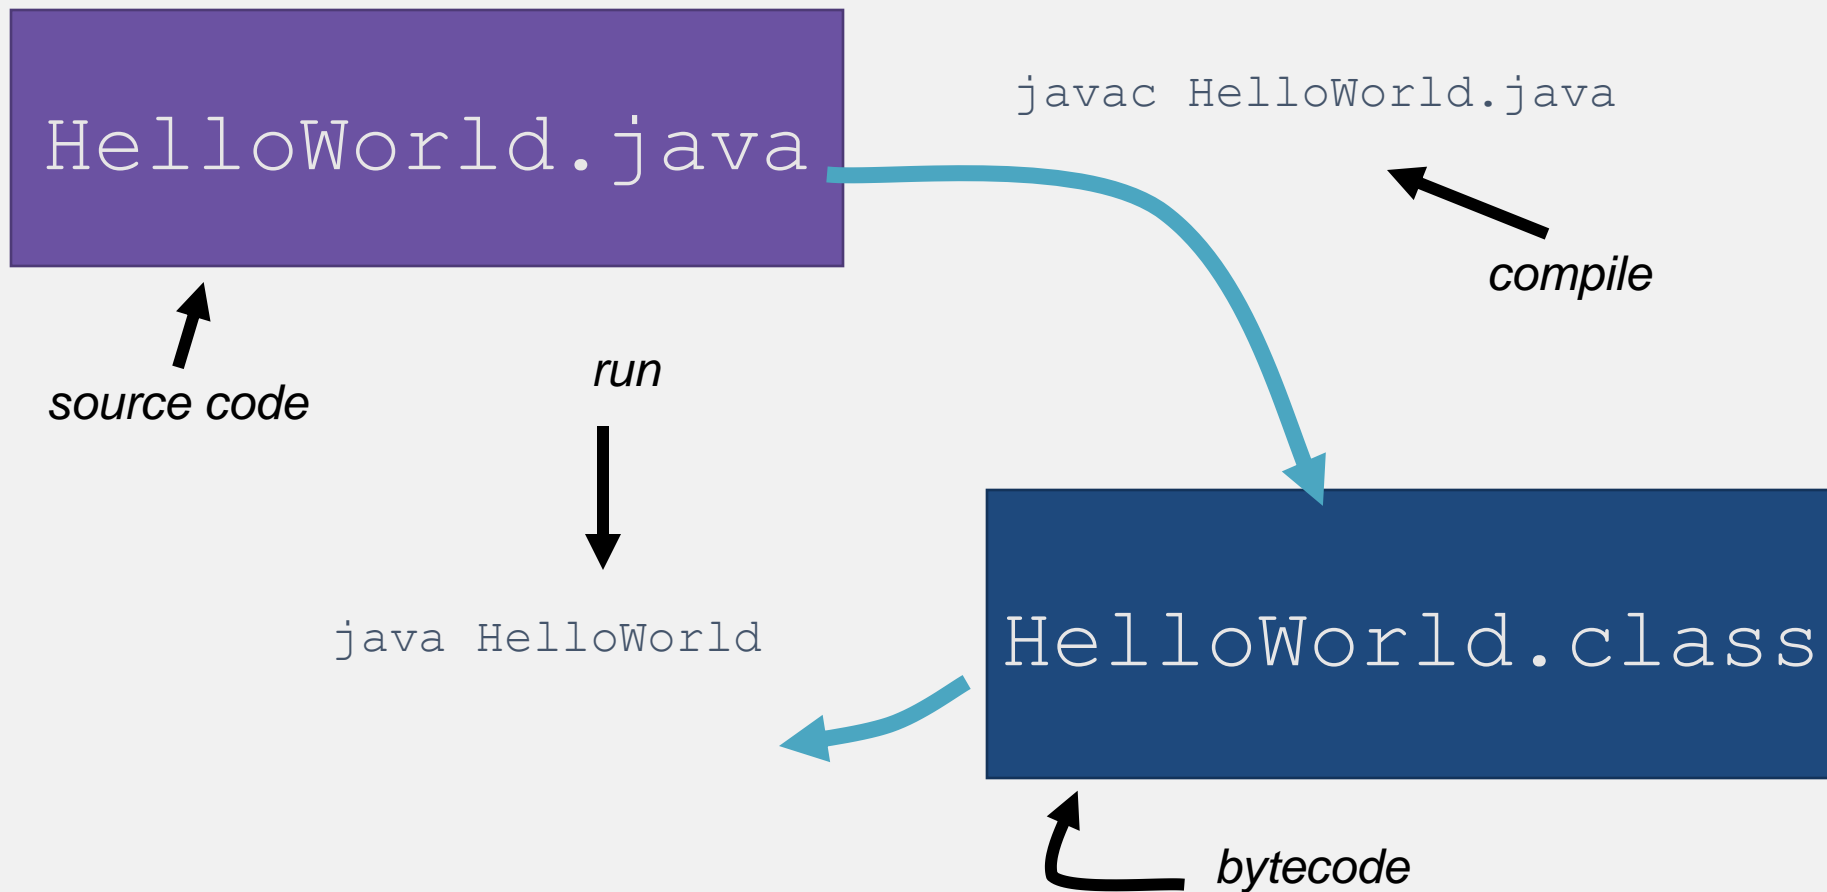 HelloWorld.java
javac HelloWorld.java
compile
source code
run
java HelloWorld
HelloWorld.class
bytecode